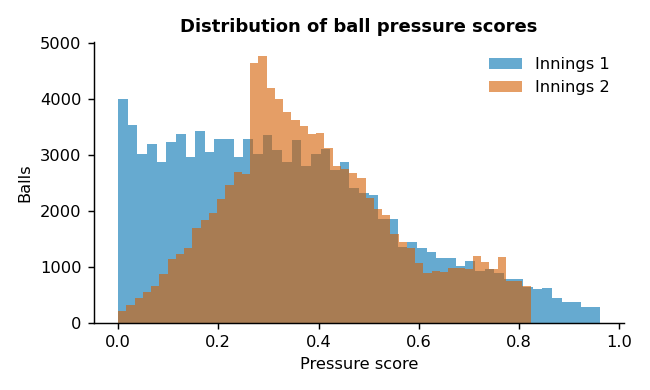 Distribution of ball pressure scores
Innings 1
Innings 2
5000
4000
3000
2000
1000
0
Balls
0.0 0.2 0.4 0.6 0.8 1.0
Pressure score